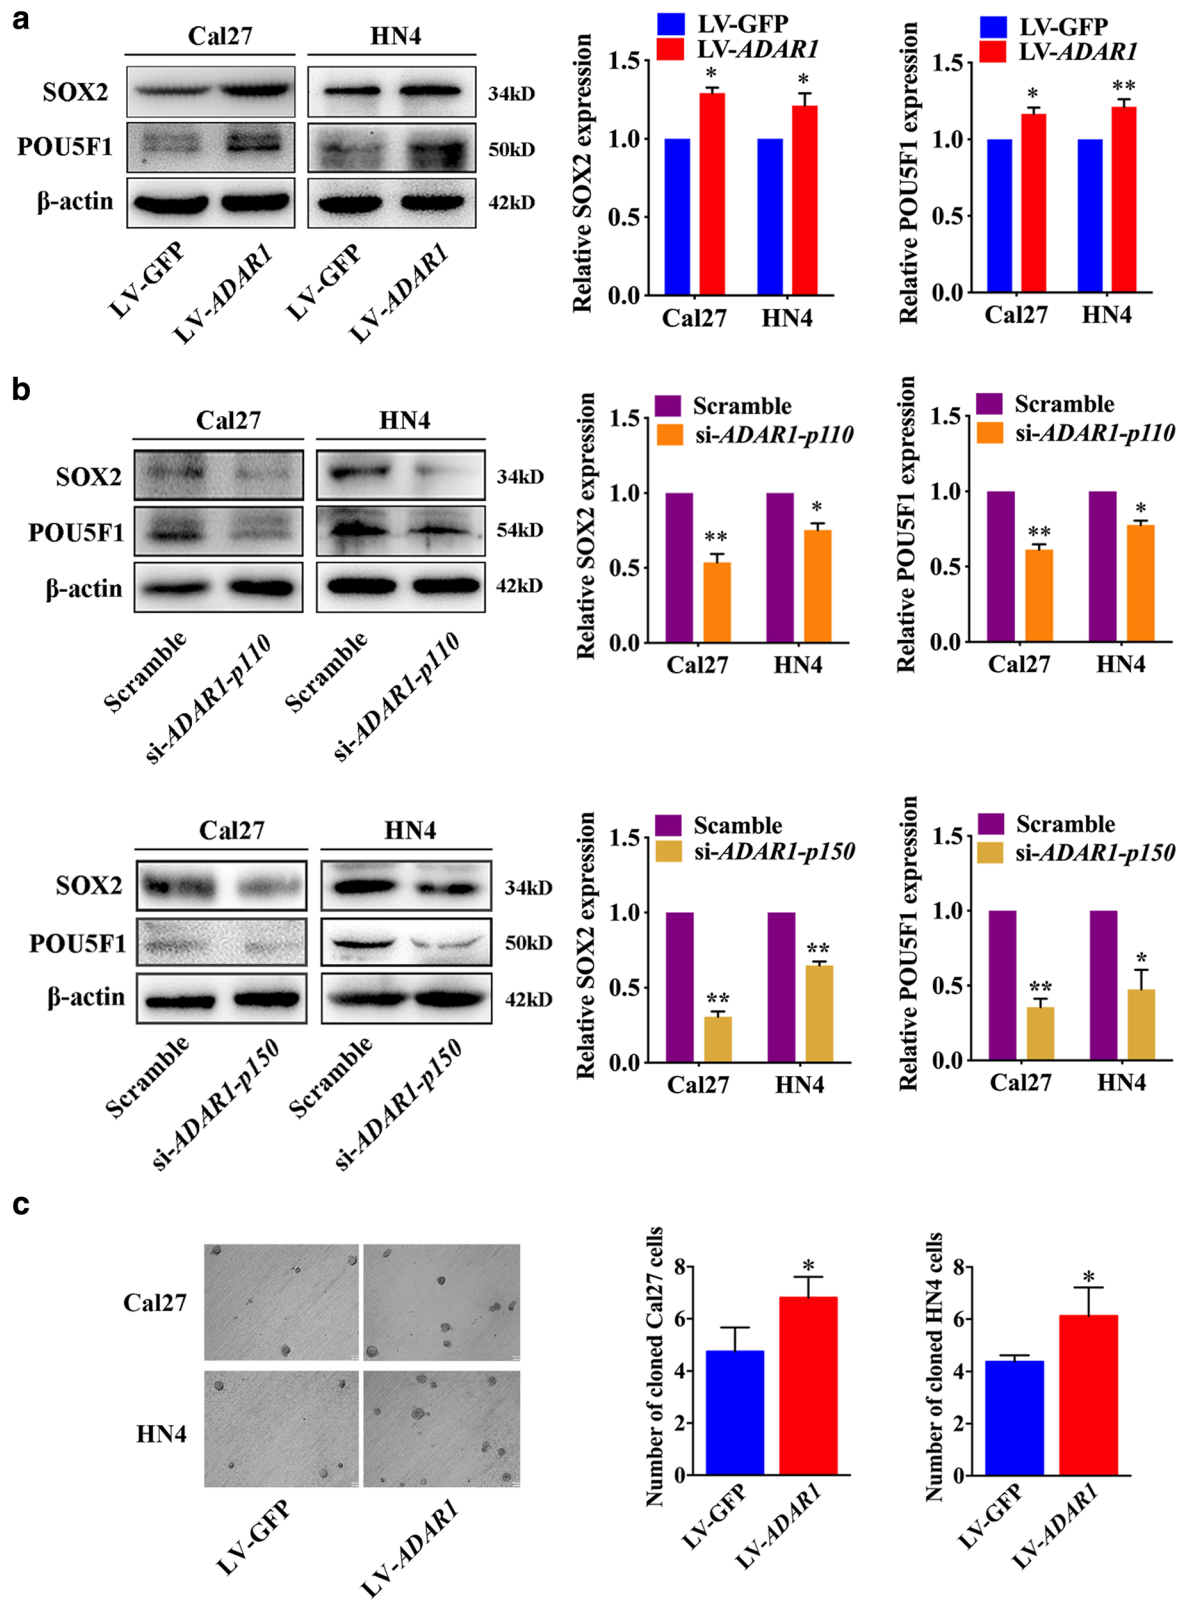 a
Cal27 HN4
SOX2 34kD
POU5F1 50kD
β-actin 42kD
LV-GFP LV-ADAR1 LV-GFP LV-ADAR1
LV-GFP
LV-ADAR1
Relative SOX2 expression
1.5
1.0
0.5
0.0
* *
Cal27 HN4
LV-GFP
LV-ADAR1
Relative POU5F1 expression
1.5
1.0
0.5
0.0
* **
Cal27 HN4
b
Cal27 HN4
SOX2 34kD
POU5F1 54kD
β-actin 42kD
Scramble si-ADAR1-p110 Scramble si-ADAR1-p110
Scramble
si-ADAR1-p110
Relative SOX2 expression
1.5
1.0
0.5
0.0
** *
Cal27 HN4
Scramble
si-ADAR1-p110
Relative POU5F1 expression
1.5
1.0
0.5
0.0
** *
Cal27 HN4
Cal27 HN4
SOX2 34kD
POU5F1 50kD
β-actin 42kD
Scramble si-ADAR1-p150 Scramble si-ADAR1-p150
Scamble
si-ADAR1-p150
Relative SOX2 expression
1.5
1.0
0.5
0.0
** **
Cal27 HN4
Scramble
si-ADAR1-p150
Relative POU5F1 expression
1.5
1.0
0.5
0.0
** *
Cal27 HN4
c
Cal27
HN4
LV-GFP LV-ADAR1
Number of cloned Cal27 cells
8
6
4
2
0
*
LV-GFP LV-ADAR1
Number of cloned HN4 cells
8
6
4
2
0
*
LV-GFP LV-ADAR1